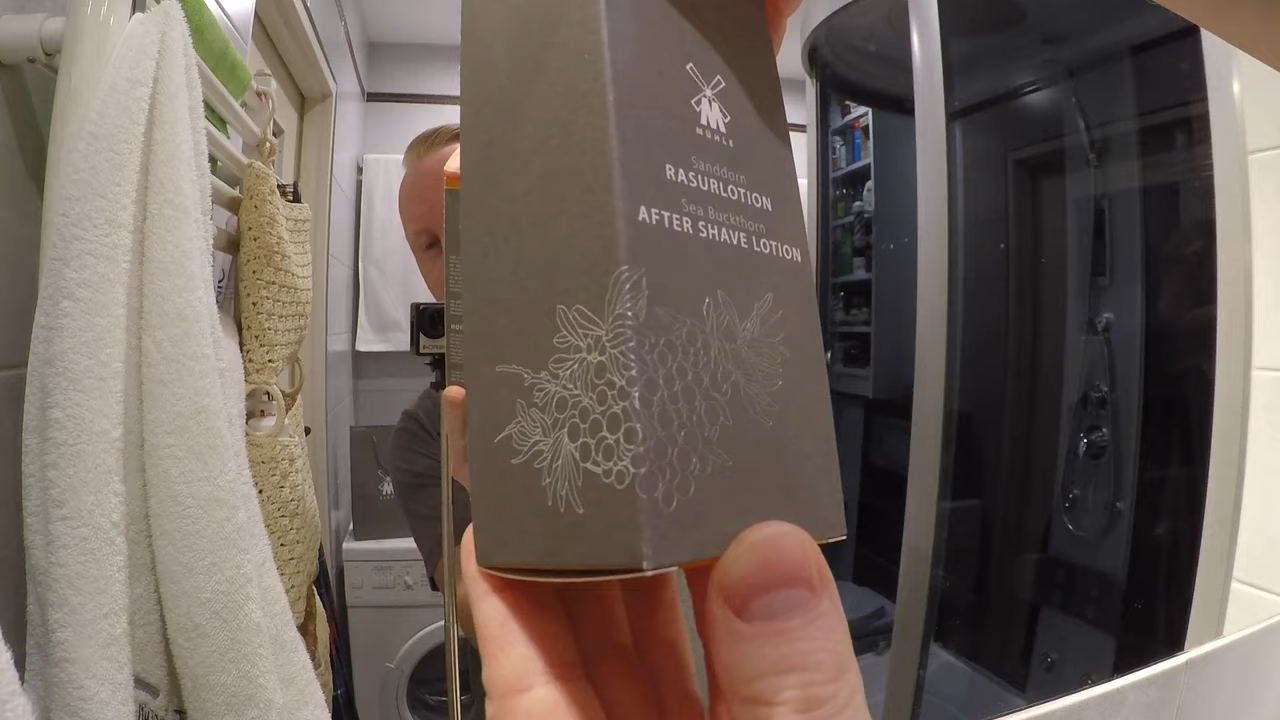 MÜHLE
Sanddorn
RASURLOTION
Sea Buckthorn
AFTER SHAVE LOTION